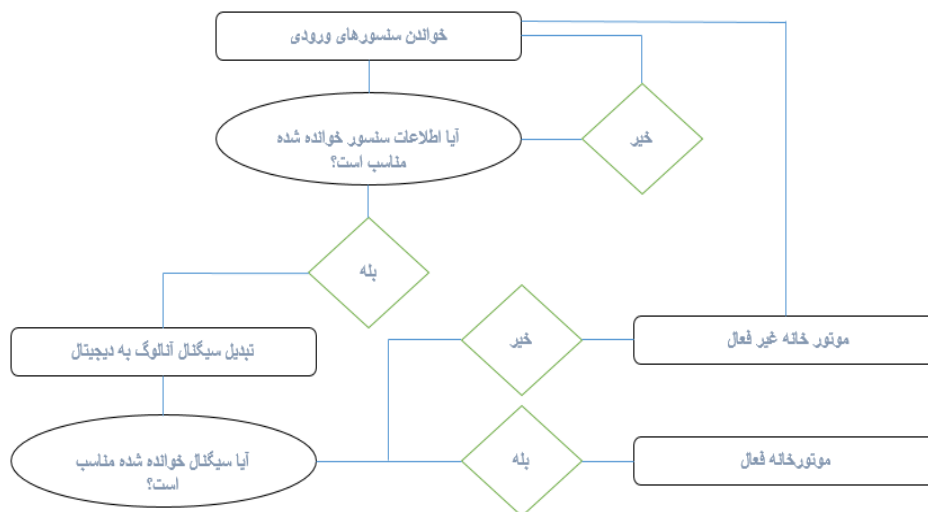 خواندن سنسورهای ورودی
آیا اطلاعات سنسور خوانده شده
مناسب است؟
خیر
بله
تبدیل سیگنال آنالوگ به دیجیتال
خیر
موتور خانه غیر فعال
آیا سیگنال خوانده شده مناسب
است؟
بله
موتورخانه فعال